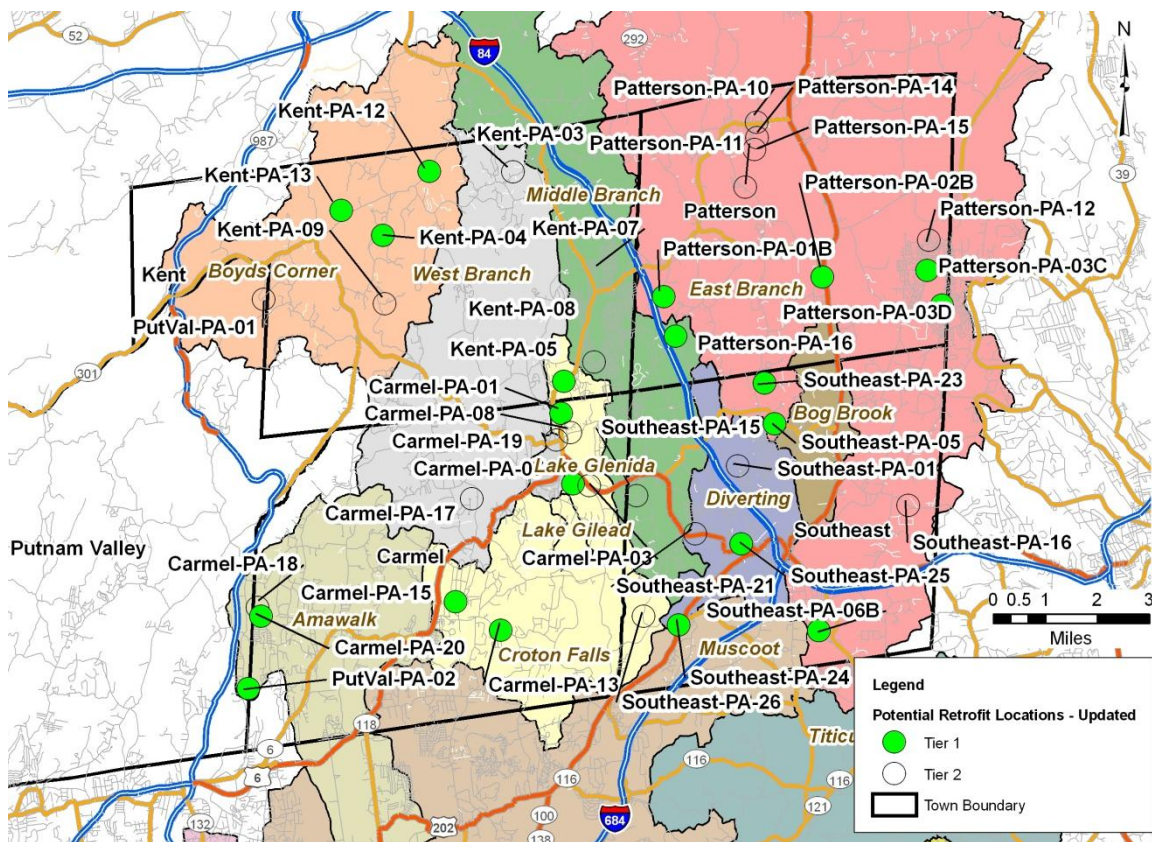 52
84
292
N
Patterson-PA-10
Patterson-PA-14
Kent-PA-12
Kent-PA-03
Patterson-PA-15
987
Patterson-PA-11
39
Kent-PA-13
Middle Branch
Patterson-PA-02B
Patterson
Patterson-PA-12
Kent-PA-09
Kent-PA-04
Kent-PA-07
Patterson-PA-01B
Kent
Boyds Corner
West Branch
Patterson-PA-03C
East Branch
PutVal-PA-01
Kent-PA-08
Patterson-PA-03D
Kent-PA-05
Patterson-PA-16
301
Carmel-PA-01
Southeast-PA-23
Carmel-PA-08
Bog Brook
Southeast-PA-15
Carmel-PA-19
Southeast-PA-05
Carmel-PA-0
Lake Glenida
Southeast-PA-01
Diverting
Carmel-PA-17
Lake Gilead
Southeast
Putnam Valley
Carmel
Carmel-PA-03
Southeast-PA-16
Carmel-PA-18
Southeast-PA-21
Southeast-PA-25
Carmel-PA-15
0 0.5 1 2 3
Amawalk
Southeast-PA-06B
Miles
Carmel-PA-20
Croton Falls
Muscoot
PutVal-PA-02
Carmel-PA-13
Southeast-PA-24
Southeast-PA-26
Legend
Potential Retrofit Locations - Updated
118
Titicu
Tier 1
6
6
116
116
116
Tier 2
121
Town Boundary
132
202
100
684
138